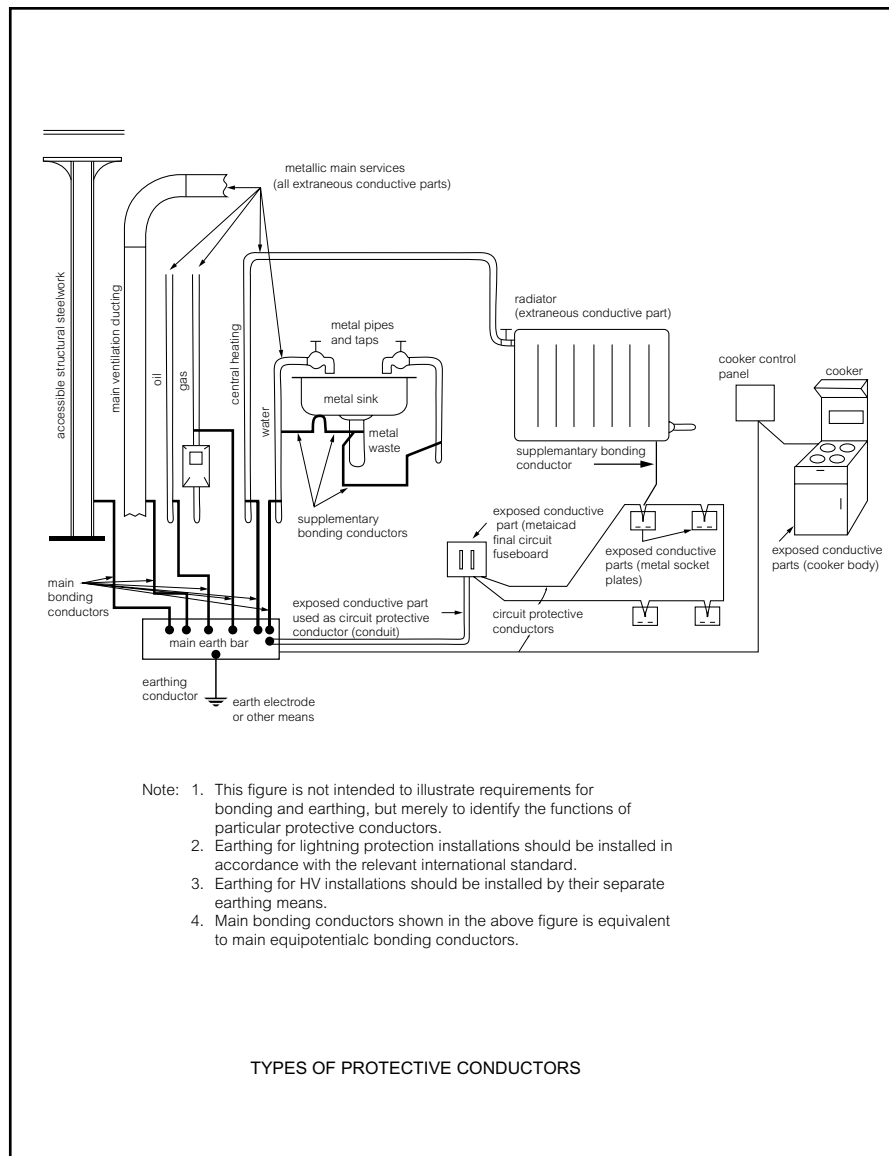 metallic main services
(all extraneous conductive parts)
accessible structural steelwork
main ventilation ducting
oil
gas
central heating
water
metal pipes
and taps
metal sink
metal
waste
radiator
(extraneous conductive part)
cooker control
panel
cooker
supplemantary bonding
conductor
supplementary
bonding conductors
exposed conductive
part (metaicad
final circuit
fuseboard
exposed conductive
parts (metal socket
plates)
exposed conductive
parts (cooker body)
main
bonding
conductors
exposed conductive part
used as circuit protective
conductor (conduit)
circuit protective
conductors
main earth bar
earthing
conductor
earth electrode
or other means
Note: 1. This figure is not intended to illustrate requirements for
bonding and earthing, but merely to identify the functions of
particular protective conductors.
2. Earthing for lightning protection installations should be installed in
accordance with the relevant international standard.
3. Earthing for HV installations should be installed by their separate
earthing means.
4. Main bonding conductors shown in the above figure is equivalent
to main equipotentialc bonding conductors.
TYPES OF PROTECTIVE CONDUCTORS